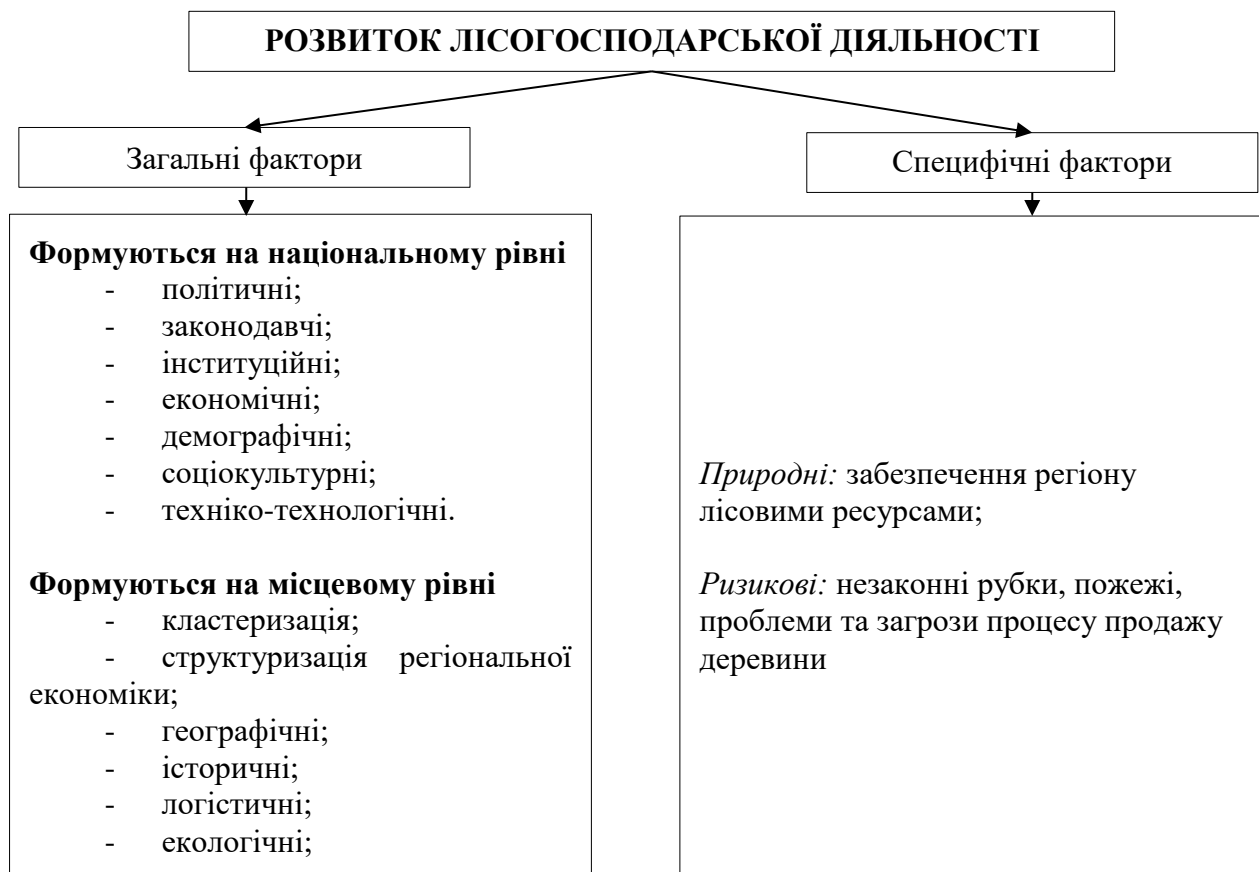 РОЗВИТОК ЛІСОГОСПОДАРСЬКОЇ ДІЯЛЬНОСТІ
Загальні фактори
Специфічні фактори
Формуються на національному рівні
- політичні;
- законодавчі;
- інституційні;
- економічні;
- демографічні;
- соціокультурні;
- техніко-технологічні.
Формуються на місцевому рівні
- кластеризація;
- структуризація регіональної
економіки;
- географічні;
- історичні;
- логістичні;
- екологічні;
Природні: забезпечення регіону
лісовими ресурсами;
Ризикові: незаконні рубки, пожежі,
проблеми та загрози процесу продажу
деревини